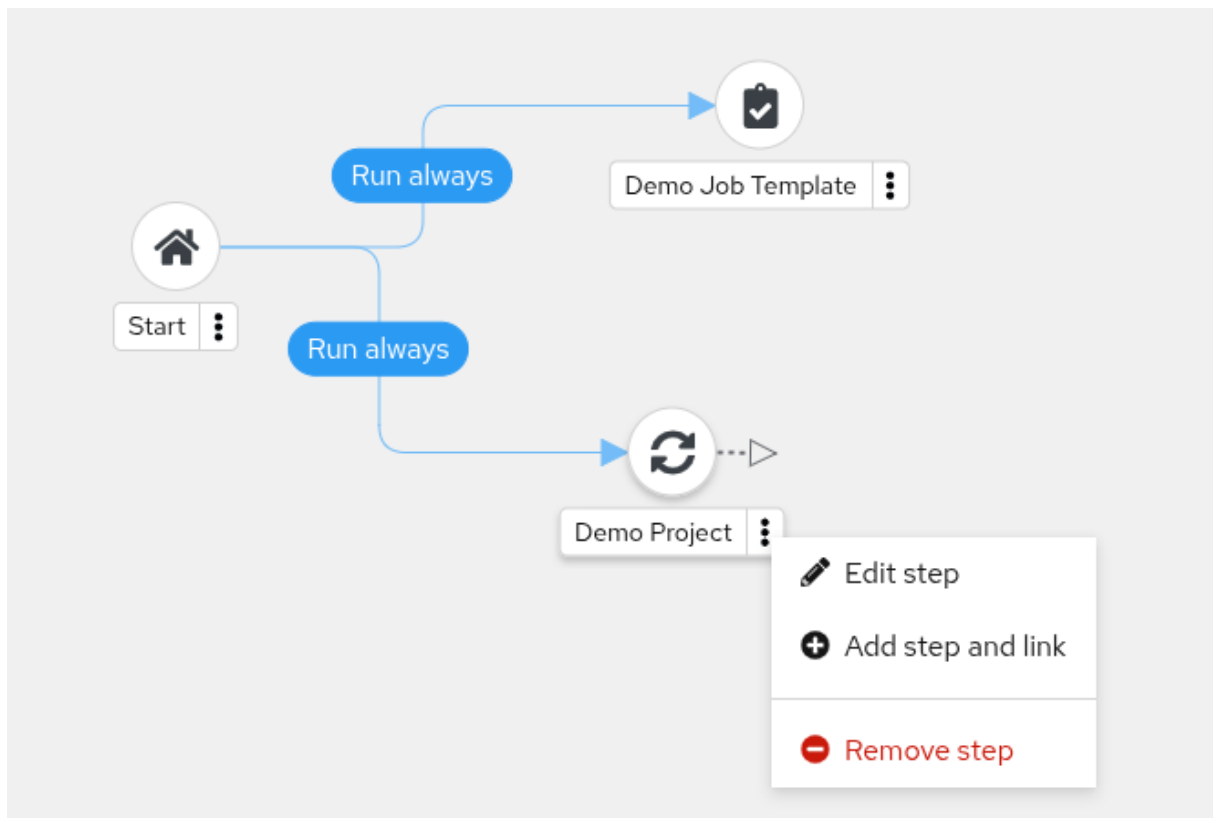 Run always
Demo Job Template
Start
Run always
Demo Project
Edit step
Add step and link
Remove step